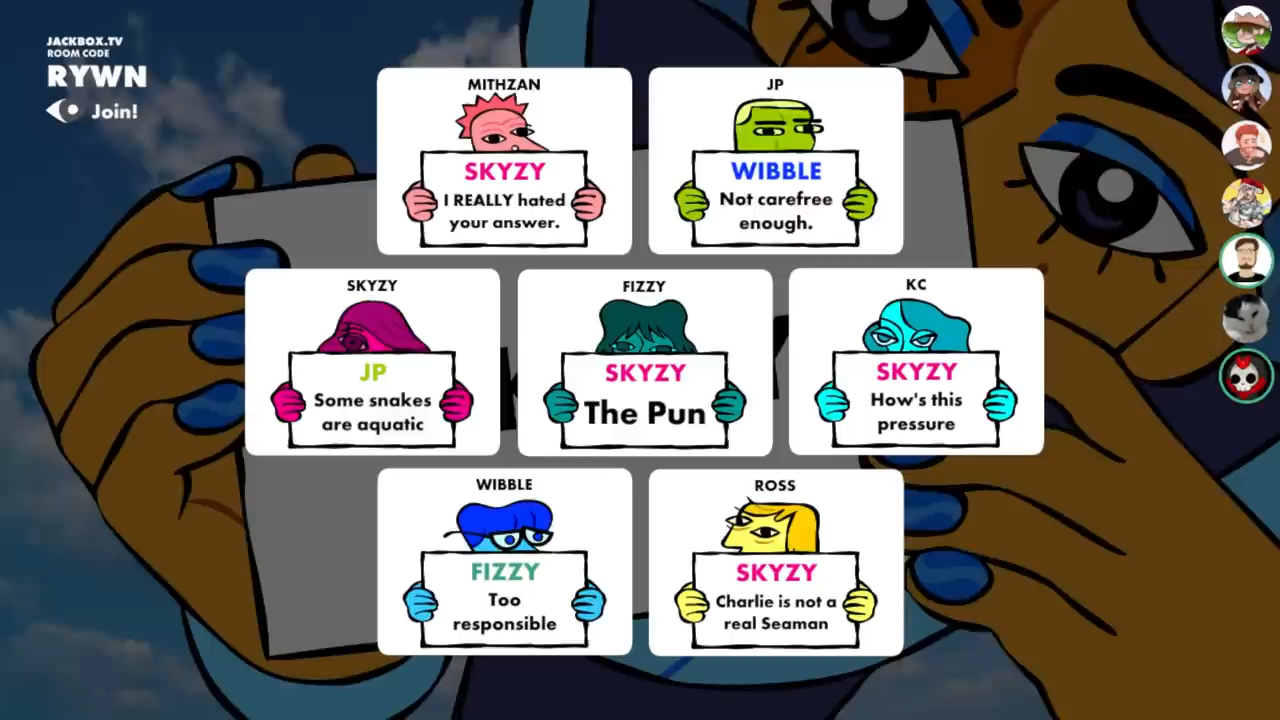 JACKBOX.TV
ROOM CODE
RYWN
Join!
MITHZAN
SKYZY
I REALLY hated
your answer.
JP
WIBBLE
Not carefree
enough.
SKYZY
JP
Some snakes
are aquatic
FIZZY
SKYZY
The Pun
KC
SKYZY
How's this
pressure
WIBBLE
FIZZY
Too
responsible
ROSS
SKYZY
Charlie is not a
real Seaman